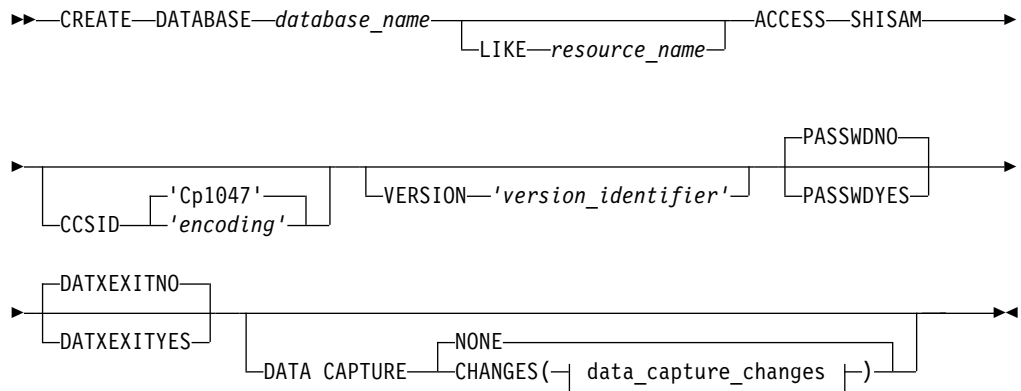 CREATE DATABASE database_name LIKE resource_name ACCESS SHISAM
CCSID 'Cp1047' 'encoding' VERSION 'version_identifier' PASSWDNO PASSWDYES
DATXEXITNO DATXEXITYES DATA CAPTURE NONE CHANGES( data_capture_changes )